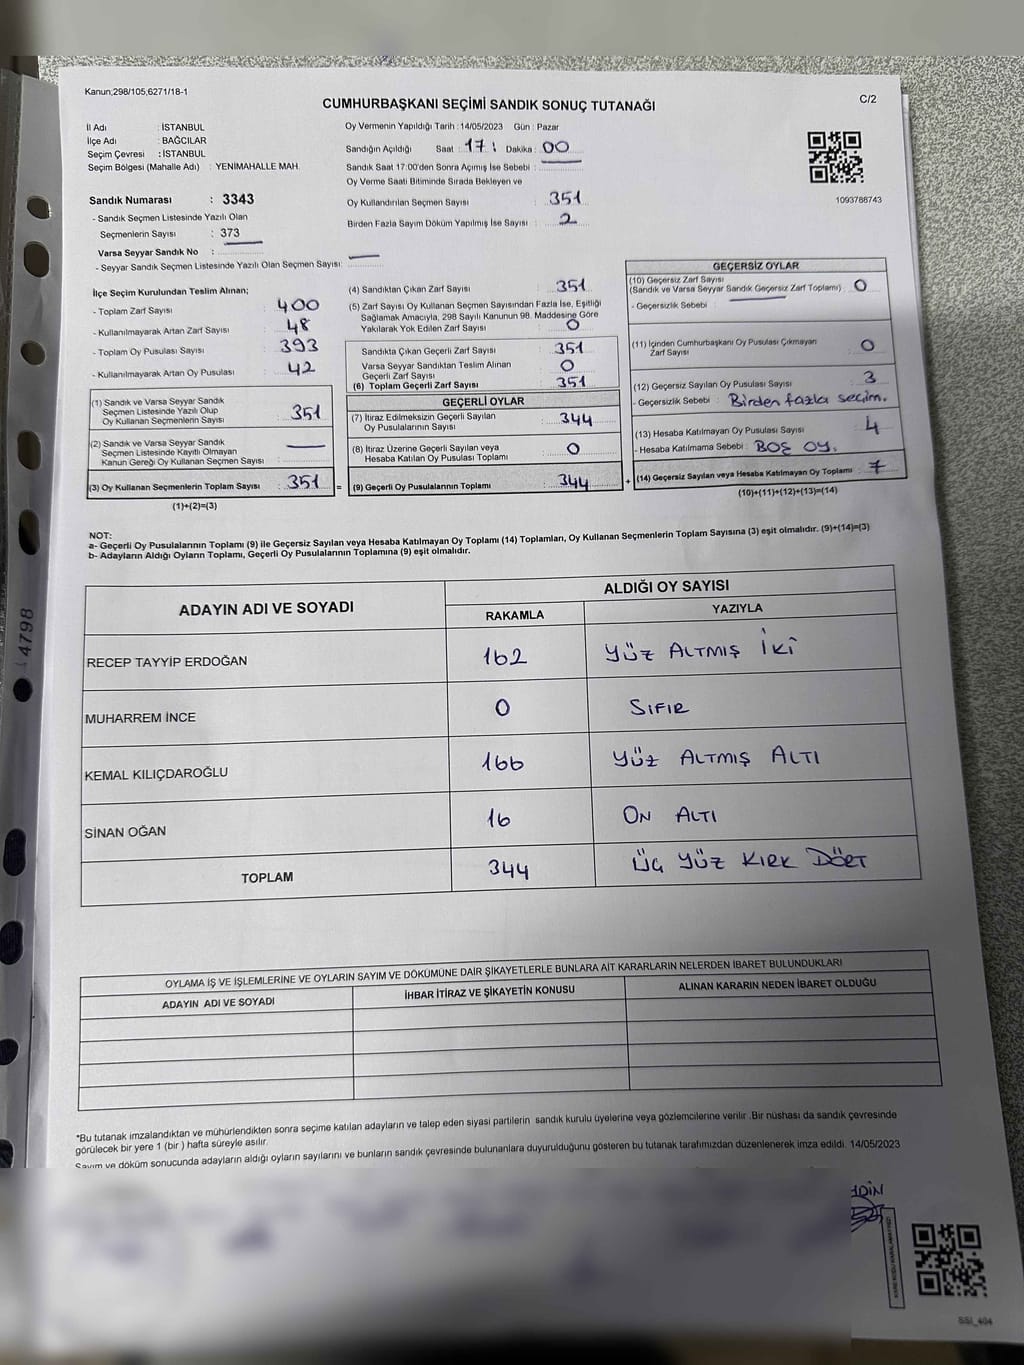 Kanun;298/105,6271/18-1
C/2
CUMHURBAŞKANI SEÇİMİ SANDIK SONUÇ TUTANAĞI
İl Adı : İSTANBUL
İlçe Adı : BAĞCILAR
Seçim Çevresi : İSTANBUL
Seçim Bölgesi (Mahalle Adı) : YENİMAHALLE MAH.
Sandık Numarası : 3343
- Sandık Seçmen Listesinde Yazılı Olan
Seçmenlerin Sayısı : 373
Varsa Seyyar Sandık No :
- Seyyar Sandık Seçmen Listesinde Yazılı Olan Seçmen Sayısı:
Oy Vermenin Yapıldığı Tarih : 14/05/2023 Gün : Pazar
Sandığın Açıldığı Saat : 17 : Dakika : 00
Sandık Saat 17:00'den Sonra Açımış İse Sebebi :
Oy Verme Saati Bitiminde Sırada Bekleyen ve
Oy Kullandırılan Seçmen Sayısı : 351
Birden Fazla Sayım Döküm Yapılmış İse Sayısı : 2
1093786743
İlçe Seçim Kurulundan Teslim Alınan;
- Toplam Zarf Sayısı : 400
- Kullanılmayarak Artan Zarf Sayısı : 48
- Toplam Oy Pusulası Sayısı : 393
- Kullanılmayarak Artan Oy Pusulası : 42
(1) Sandık ve Varsa Seyyar Sandık
Seçmen Listesinde Yazılı Olup
Oy Kullanan Seçmenlerin Sayısı : 351
(2) Sandık ve Varsa Seyyar Sandık
Seçmen Listesinde Kayıtlı Olmayan
Kanun Gereği Oy Kullanan Seçmen Sayısı :
(3) Oy Kullanan Seçmenlerin Toplam Sayısı : 351
(1)+(2)=(3)
=
(4) Sandıktan Çıkan Zarf Sayısı : 351
(5) Zarf Sayısı Oy Kullanan Seçmen Sayısından Fazla İse, Eşitliği
Sağlamak Amacıyla, 298 Sayılı Kanunun 98. Maddesine Göre
Yakılarak Yok Edilen Zarf Sayısı : 0
Sandıkta Çıkan Geçerli Zarf Sayısı : 351
Varsa Seyyar Sandıktan Teslim Alınan
Geçerli Zarf Sayısı : 0
(6) Toplam Geçerli Zarf Sayısı : 351
GEÇERLİ OYLAR
(7) İtiraz Edilmeksizin Geçerli Sayılan
Oy Pusulalarının Sayısı : 344
(8) İtiraz Üzerine Geçerli Sayılan veya
Hesaba Katılan Oy Pusulası Toplamı : 0
(9) Geçerli Oy Pusulalarının Toplamı : 344
+
GEÇERSİZ OYLAR
(10) Geçersiz Zarf Sayısı
(Sandık ve Varsa Seyyar Sandık Geçersiz Zarf Toplamı) : 0
- Geçersizlik Sebebi :
(11) İçinden Cumhurbaşkanı Oy Pusulası Çıkmayan
Zarf Sayısı : 0
(12) Geçersiz Sayılan Oy Pusulası Sayısı : 3
- Geçersizlik Sebebi : Birden fazla seçim.
(13) Hesaba Katılmayan Oy Pusulası Sayısı : 4
- Hesaba Katılmama Sebebi : BOŞ OY.
(14) Geçersiz Sayılan veya Hesaba Katılmayan Oy Toplamı : 7
(10)+(11)+(12)+(13)=(14)
NOT:
a- Geçerli Oy Pusulalarının Toplamı (9) ile Geçersiz Sayılan veya Hesaba Katılmayan Oy Toplamı (14) Toplamları, Oy Kullanan Seçmenlerin Toplam Sayısına (3) eşit olmalıdır. (9)+(14)=(3)
b- Adayların Aldığı Oyların Toplamı, Geçerli Oy Pusulalarının Toplamına (9) eşit olmalıdır.
ADAYIN ADI VE SOYADI ALDIĞI OY SAYISI
RAKAMLA YAZIYLA
RECEP TAYYİP ERDOĞAN 162 YÜZ ALTMIŞ İKİ
MUHARREM İNCE 0 SIFIR
KEMAL KILIÇDAROĞLU 166 YÜZ ALTMIŞ ALTI
SİNAN OĞAN 16 ON ALTI
TOPLAM 344 ÜÇ YÜZ KIRK DÖRT
OYLAMA İŞ VE İŞLEMLERİNE VE OYLARIN SAYIM VE DÖKÜMÜNE DAİR ŞİKAYETLERLE BUNLARA AİT KARARLARIN NELERDEN İBARET BULUNDUKLARI
ADAYIN ADI VE SOYADI İHBAR İTİRAZ VE ŞİKAYETİN KONUSU ALINAN KARARIN NEDEN İBARET OLDUĞU
*Bu tutanak imzalandıktan ve mühürlendikten sonra seçime katılan adayların ve talep eden siyasi partilerin sandık kurulu üyelerine veya gözlemcilerine verilir .Bir nüshası da sandık çevresinde
görülecek bir yere 1 (bir ) hafta süreyle asılır.
Sayım ve döküm sonucunda adayların aldığı oyların sayılarını ve bunların sandık çevresinde bulunanlara duyurulduğunu gösteren bu tutanak tarafımızdan düzenlenerek imza edildi. 14/05/2023
SSİ_404
4798